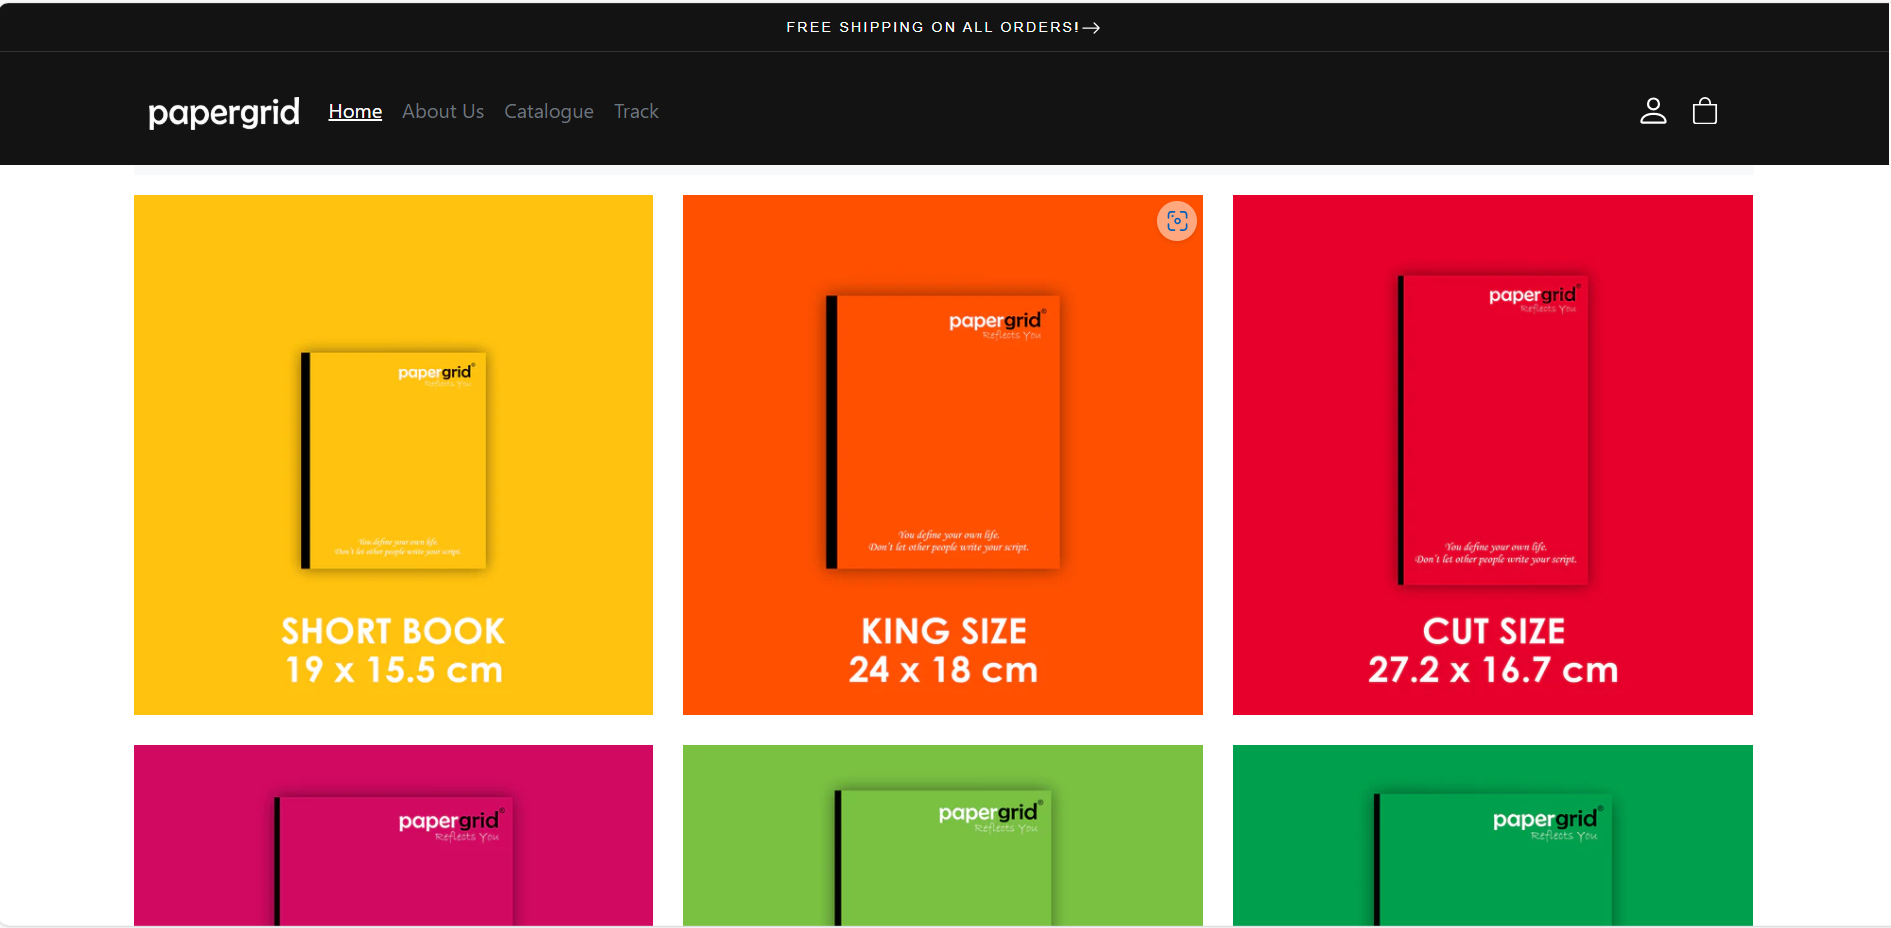 FREE SHIPPING ON ALL ORDERS!→
papergrid Home About Us Catalogue Track
papergrid®
Reflects You
You define your own life.
Don't let other people write your script.
SHORT BOOK
19 x 15.5 cm
papergrid®
Reflects You
You define your own life.
Don't let other people write your script.
KING SIZE
24 x 18 cm
papergrid®
Reflects You
You define your own life.
Don't let other people write your script.
CUT SIZE
27.2 x 16.7 cm
papergrid®
Reflects You
papergrid®
Reflects You
papergrid®
Reflects You